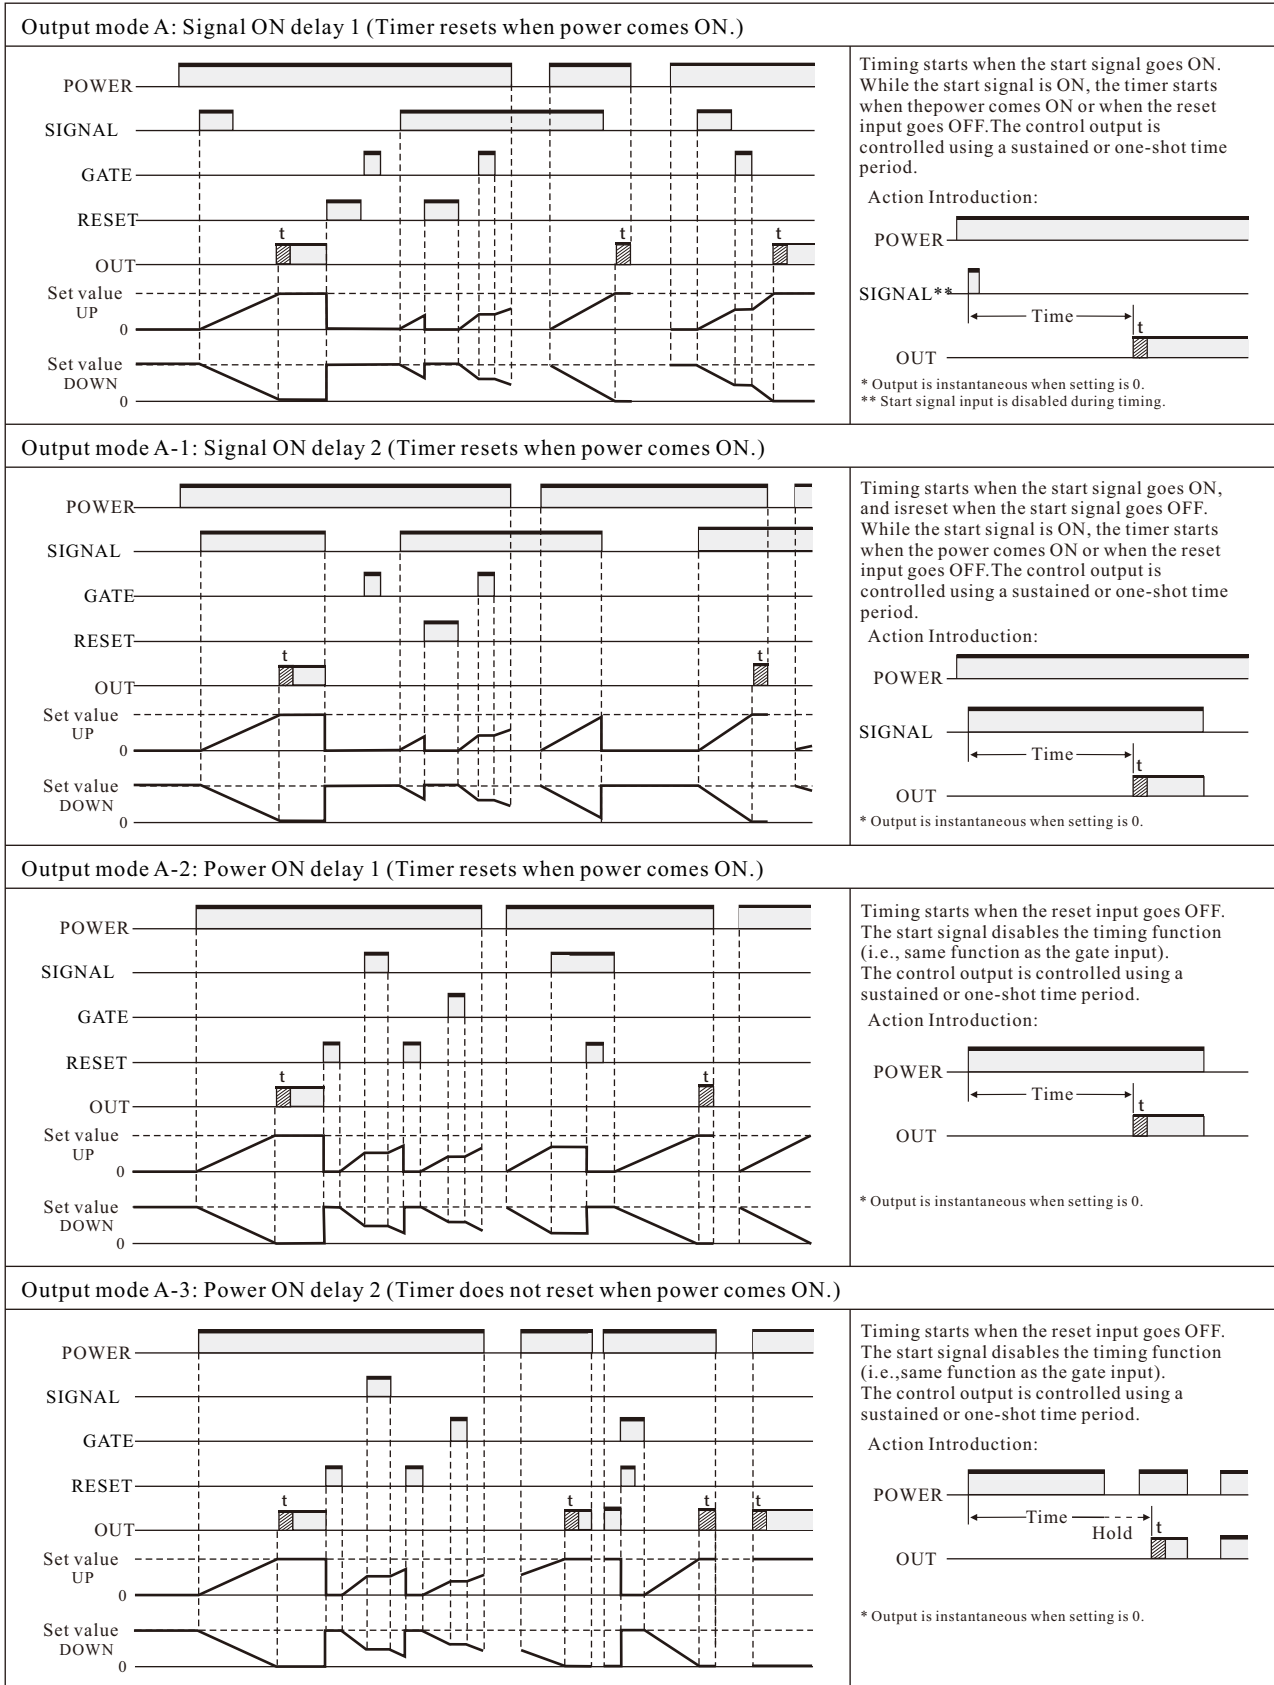 Output mode A: Signal ON delay 1 (Timer resets when power comes ON.)
POWER
SIGNAL
GATE
RESET
t
t
t
OUT
Set value
UP
0
Set value
DOWN
0
Timing starts when the start signal goes ON.
While the start signal is ON, the timer starts
when thepower comes ON or when the reset
input goes OFF.The control output is
controlled using a sustained or one-shot time
period.
Action Introduction:
POWER
SIGNAL**
Time
t
OUT
* Output is instantaneous when setting is 0.
** Start signal input is disabled during timing.
Output mode A-1: Signal ON delay 2 (Timer resets when power comes ON.)
POWER
SIGNAL
GATE
RESET
t
t
OUT
Set value
UP
0
Set value
DOWN
0
Timing starts when the start signal goes ON,
and isreset when the start signal goes OFF.
While the start signal is ON, the timer starts
when the power comes ON or when the reset
input goes OFF.The control output is
controlled using a sustained or one-shot time
period.
Action Introduction:
POWER
SIGNAL
Time
t
OUT
* Output is instantaneous when setting is 0.
Output mode A-2: Power ON delay 1 (Timer resets when power comes ON.)
POWER
SIGNAL
GATE
RESET
t
t
OUT
Set value
UP
0
Set value
DOWN
0
Timing starts when the reset input goes OFF.
The start signal disables the timing function
(i.e., same function as the gate input).
The control output is controlled using a
sustained or one-shot time period.
Action Introduction:
POWER
Time
t
OUT
* Output is instantaneous when setting is 0.
Output mode A-3: Power ON delay 2 (Timer does not reset when power comes ON.)
POWER
SIGNAL
GATE
RESET
t
t
t
t
OUT
Set value
UP
0
Set value
DOWN
0
Timing starts when the reset input goes OFF.
The start signal disables the timing function
(i.e.,same function as the gate input).
The control output is controlled using a
sustained or one-shot time period.
Action Introduction:
POWER
Time
Hold
t
OUT
* Output is instantaneous when setting is 0.